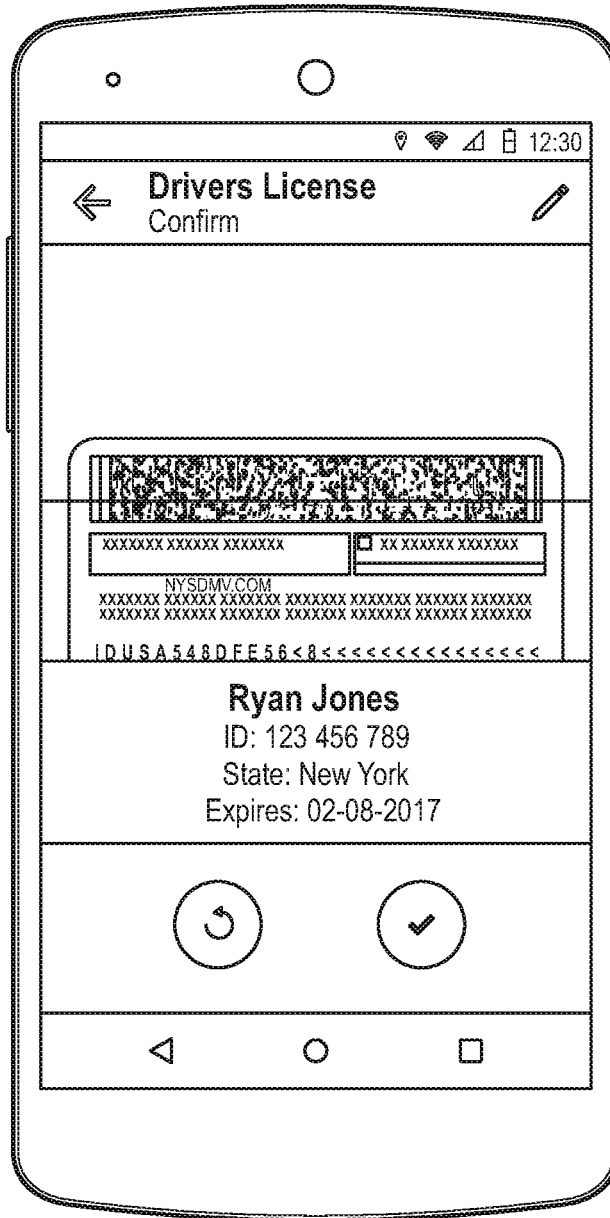 12:30
Drivers License
Confirm
XXXXXXX XXXXXX XXXXXXX
XX XXXXXX XXXXXXX
NYSDMV.COM
XXXXXXX XXXXXX XXXXXXX XXXXXXX XXXXXXX XXXXXX XXXXXXX
XXXXXXX XXXXXX XXXXXXX XXXXXXX XXXXXXX XXXXXX XXXXXXX
IDUSA548DFE56<8<<<<<<<<<<<<<<<
Ryan Jones
ID: 123 456 789
State: New York
Expires: 02-08-2017